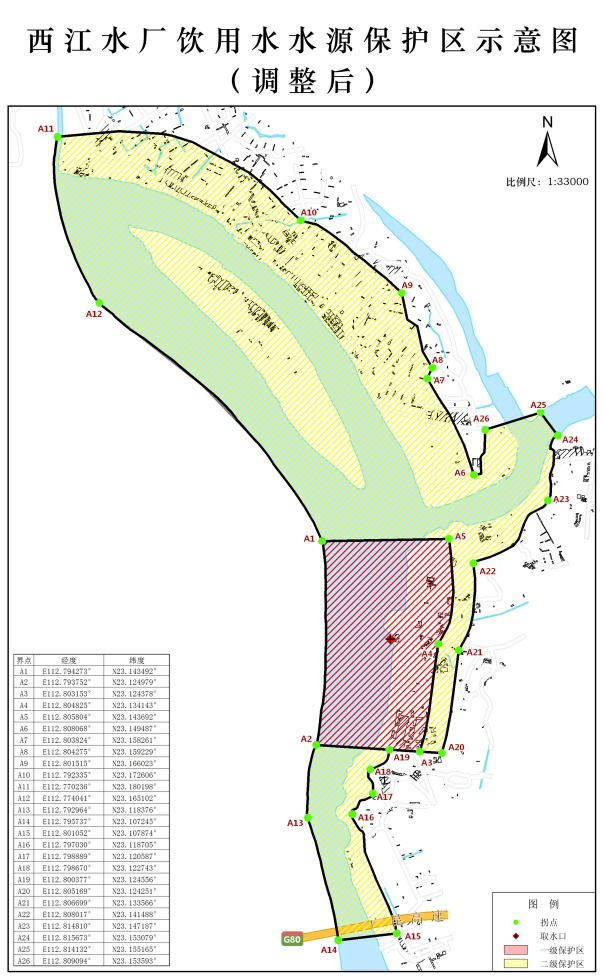 西江水厂饮用水水源保护区示意图
(调整后)
N
比例尺：1:33000
A11
A10
A9
A12
A8
A7
A25
A26
A24
A6
A23
A1
A5
A22
A4
A21
A2
A19
A3
A20
A18
A17
A13
A16
A15
A14
G80
广昆高速
界点 经度 纬度
A1 E112.794273° N23.143492°
A2 E112.793752° N23.124979°
A3 E112.803153° N23.124378°
A4 E112.804825° N23.134143°
A5 E112.805804° N23.143692°
A6 E112.808068° N23.149487°
A7 E112.803824° N23.158261°
A8 E112.804275° N23.159229°
A9 E112.801515° N23.166023°
A10 E112.792335° N23.172606°
A11 E112.770236° N23.180198°
A12 E112.774041° N23.165102°
A13 E112.792964° N23.118376°
A14 E112.795737° N23.107245°
A15 E112.801052° N23.107874°
A16 E112.797030° N23.118705°
A17 E112.798889° N23.120587°
A18 E112.798670° N23.122743°
A19 E112.800377° N23.124556°
A20 E112.805169° N23.124251°
A21 E112.806699° N23.133566°
A22 E112.808017° N23.141488°
A23 E112.814810° N23.147187°
A24 E112.815673° N23.153079°
A25 E112.814132° N23.155165°
A26 E112.809094° N23.153593°
图 例
拐点
取水口
一级保护区
二级保护区